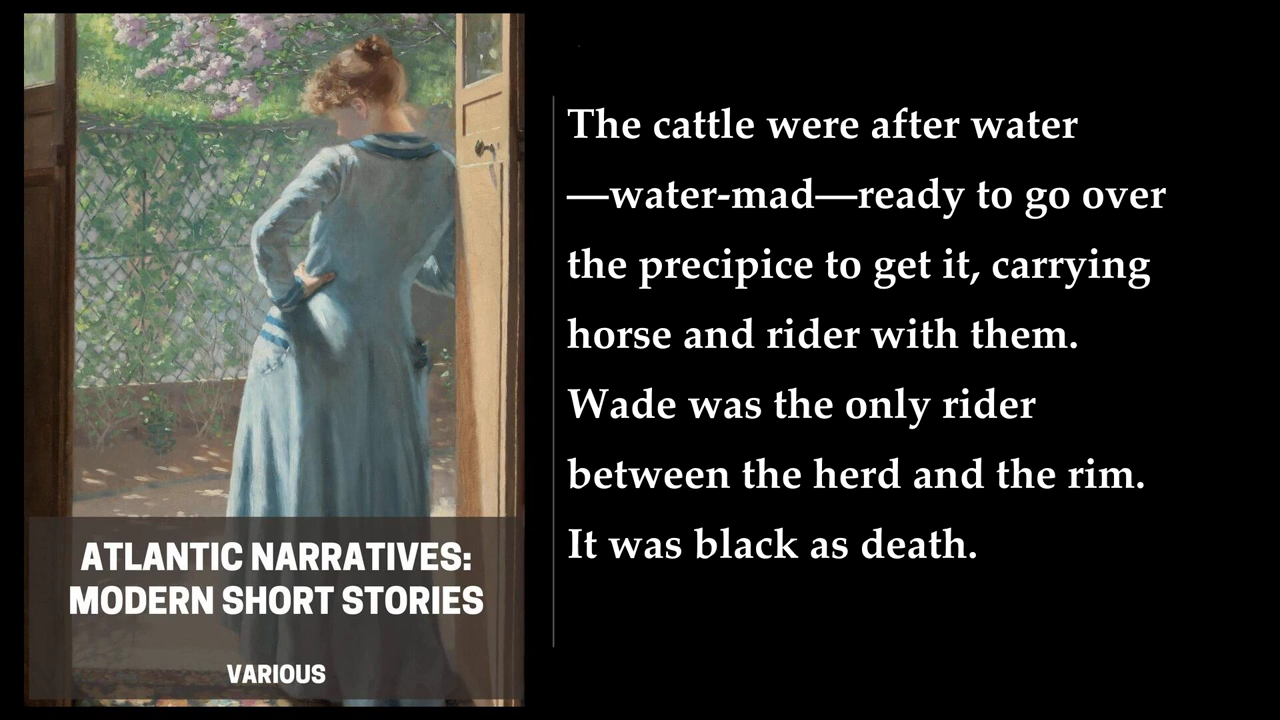 ATLANTIC NARRATIVES:
MODERN SHORT STORIES
VARIOUS
The cattle were after water
—water-mad—ready to go over
the precipice to get it, carrying
horse and rider with them.
Wade was the only rider
between the herd and the rim.
It was black as death.